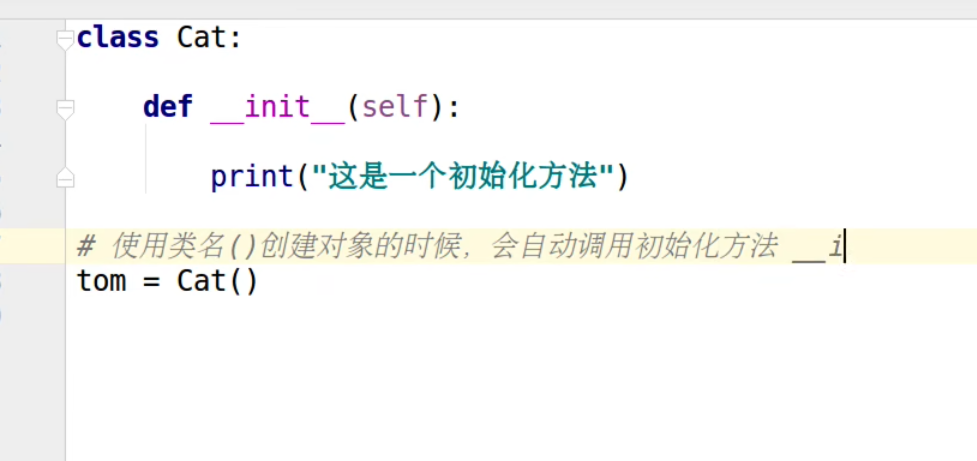 class Cat:
    def __init__(self):
        print("这是一个初始化方法")
# 使用类名()创建对象的时候，会自动调用初始化方法 __i
tom = Cat()